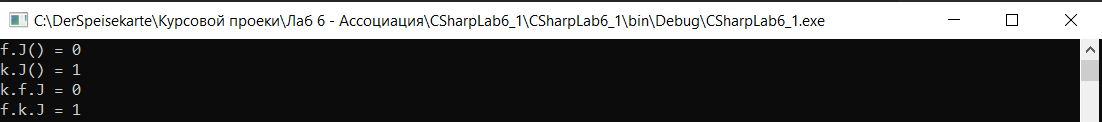 C:\DerSpeisekarte\Курсовой проеки\Лаб 6 - Ассоциация\CSharpLab6_1\CSharpLab6_1\bin\Debug\CSharpLab6_1.exe
f.J() = 0
k.J() = 1
k.f.J = 0
f.k.J = 1